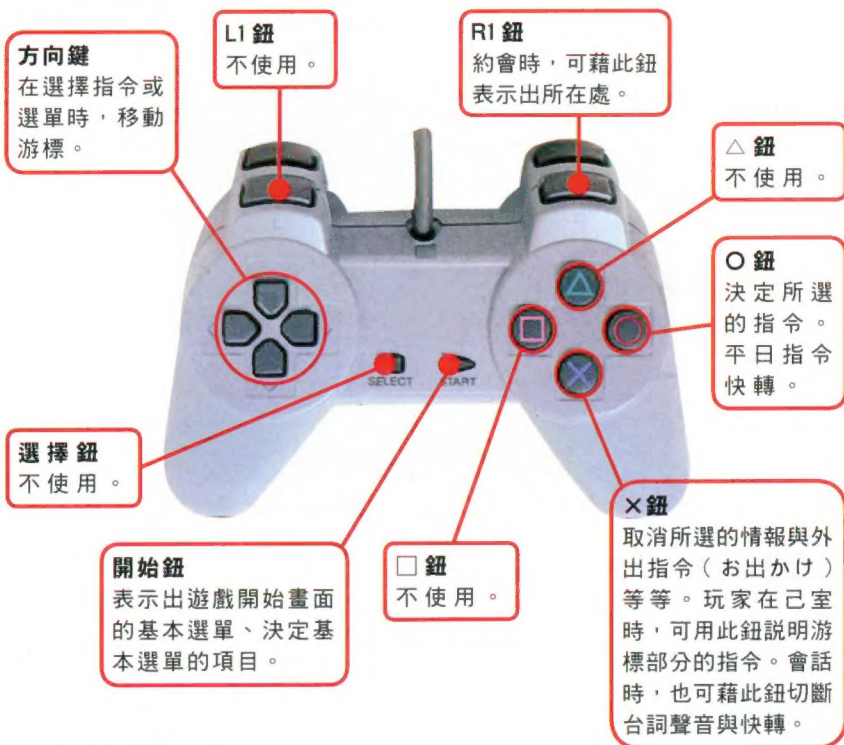 方向鍵
在選擇指令或
選單時，移動
游標。
L1 鈕
不使用。
R1 鈕
約會時，可藉此鈕
表示出所在處。
△ 鈕
不使用。
○ 鈕
決定所選
的指令。
平日指令
快轉。
SELECT
START
選擇鈕
不使用。
開始鈕
表示出遊戲開始畫面
的基本選單、決定基
本選單的項目。
□ 鈕
不使用。
×鈕
取消所選的情報與外
出指令（お出かけ）
等等。玩家在己室
時，可用此鈕説明游
標部分的指令。會話
時，也可藉此鈕切斷
台詞聲音與快轉。